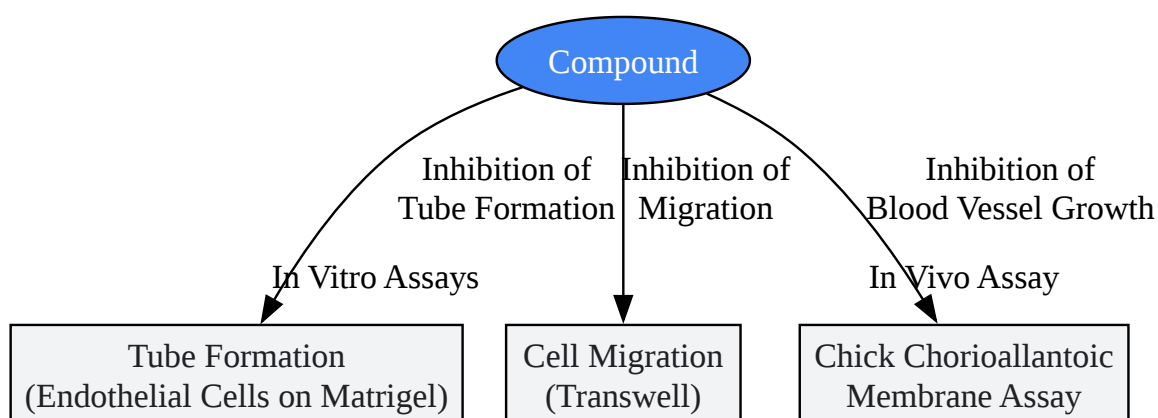 Compound
Inhibition of
Tube Formation
Inhibition of
Migration
Inhibition of
Blood Vessel Growth
In Vitro Assays
In Vivo Assay
Tube Formation
(Endothelial Cells on Matrigel)
Cell Migration
(Transwell)
Chick Chorioallantoic
Membrane Assay